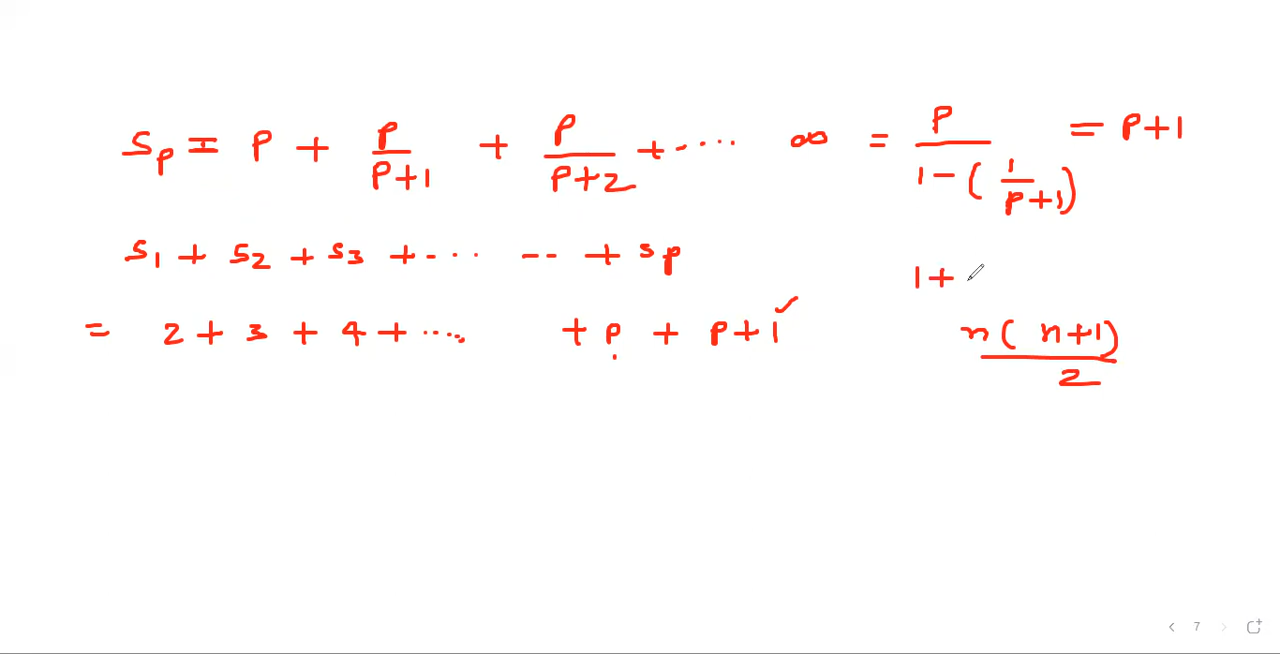 Sp = P + P/(P+1) + P/(P+2) + ---- ∞ = P/(1-(1/(P+1))) = P+1
S1 + S2 + S3 + ---- -- + Sp
1+
= 2 + 3 + 4 + ..... + P + P+1 ✓
n(n+1)/2
7